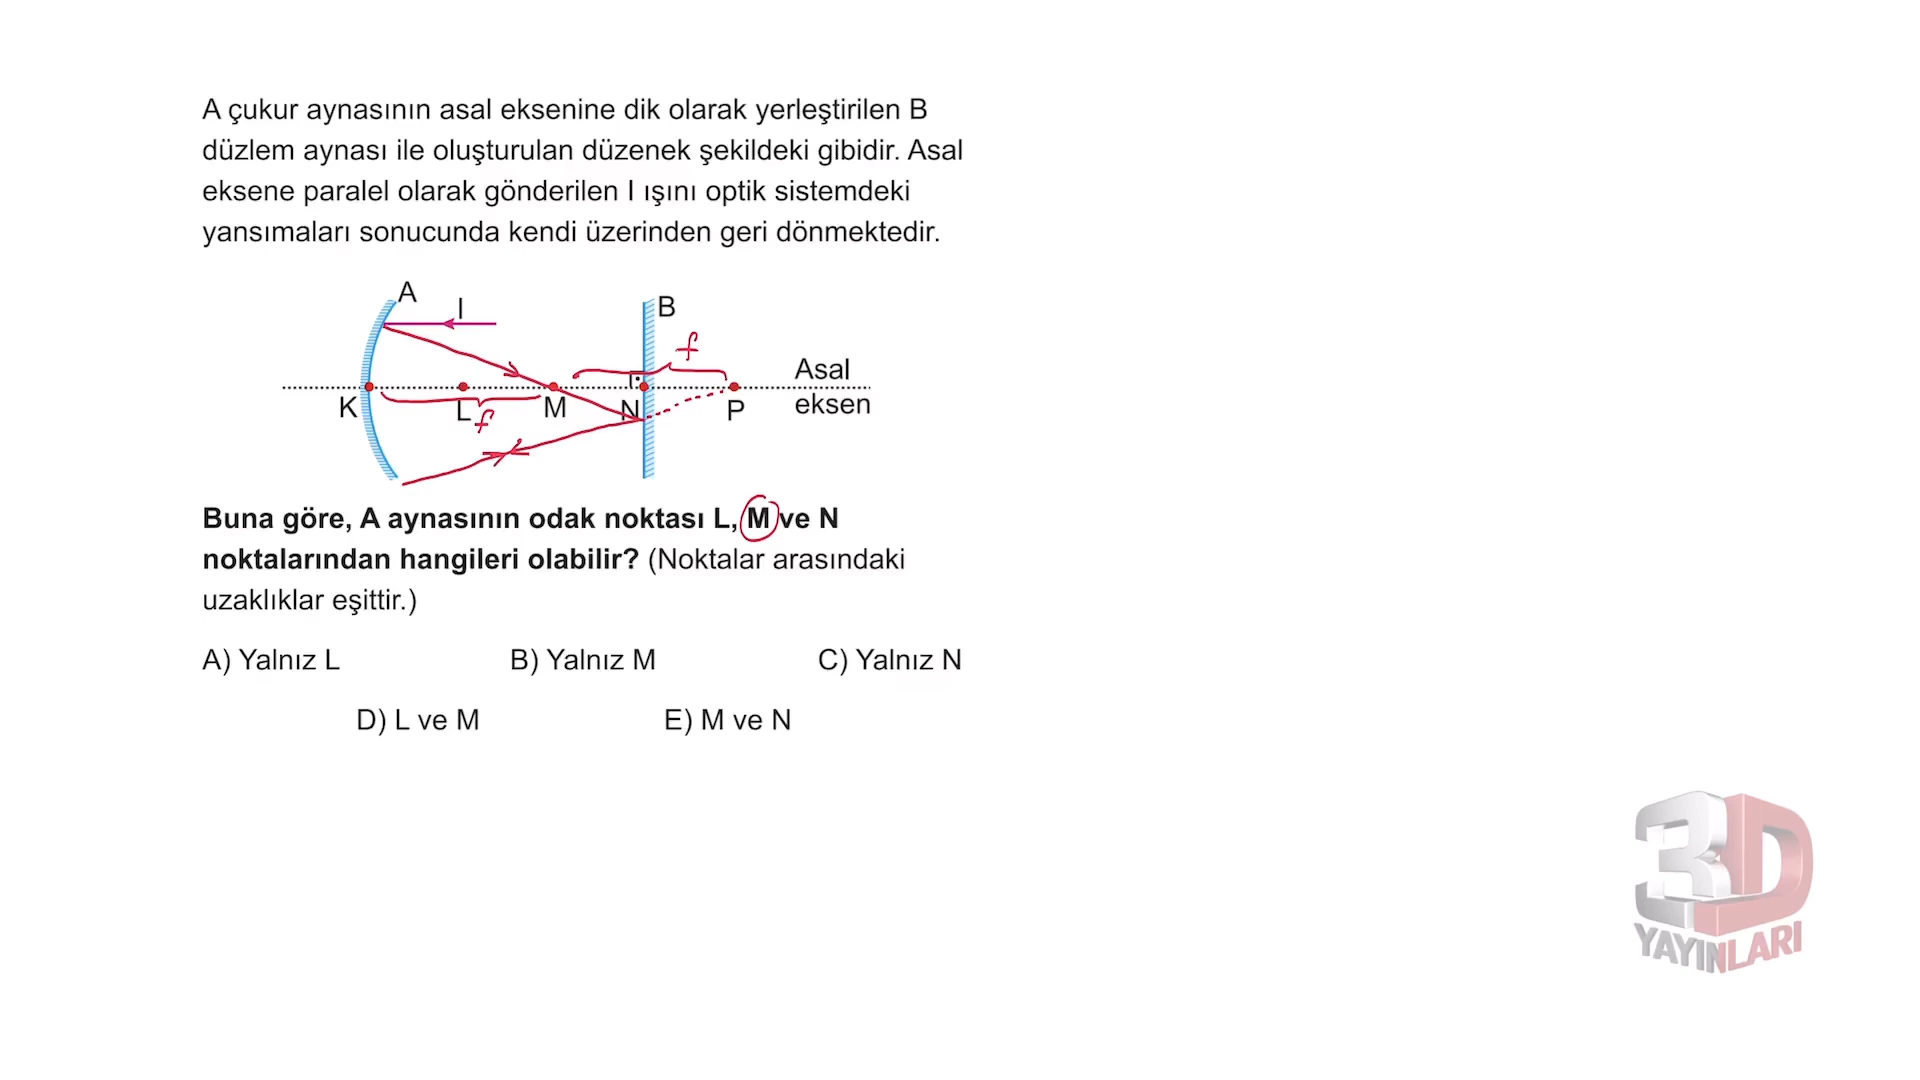 A çukur aynasının asal eksenine dik olarak yerleştirilen B
düzlem aynası ile oluşturulan düzenek şekildeki gibidir. Asal
eksene paralel olarak gönderilen I ışını optik sistemdeki
yansımaları sonucunda kendi üzerinden geri dönmektedir.
A
I
B
f
Asal
eksen
K
L
f
M
N
P
Buna göre, A aynasının odak noktası L, M ve N
noktalarından hangileri olabilir? (Noktalar arasındaki
uzaklıklar eşittir.)
A) Yalnız L B) Yalnız M C) Yalnız N
D) L ve M E) M ve N
3D
YAYINLARI